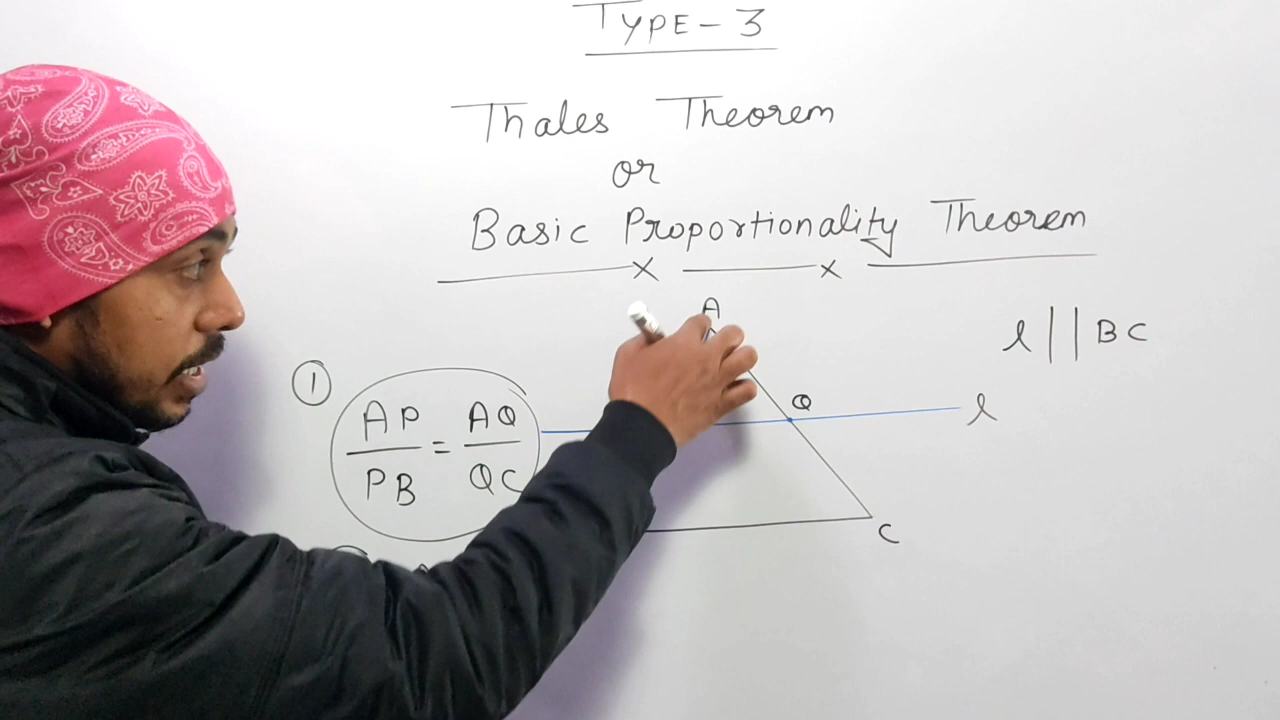 TYPE - 3
Thales Theorem
or
Basic Proportionality Theorem
A
l || BC
1
AP/PB = AQ/QC
Q
l
C